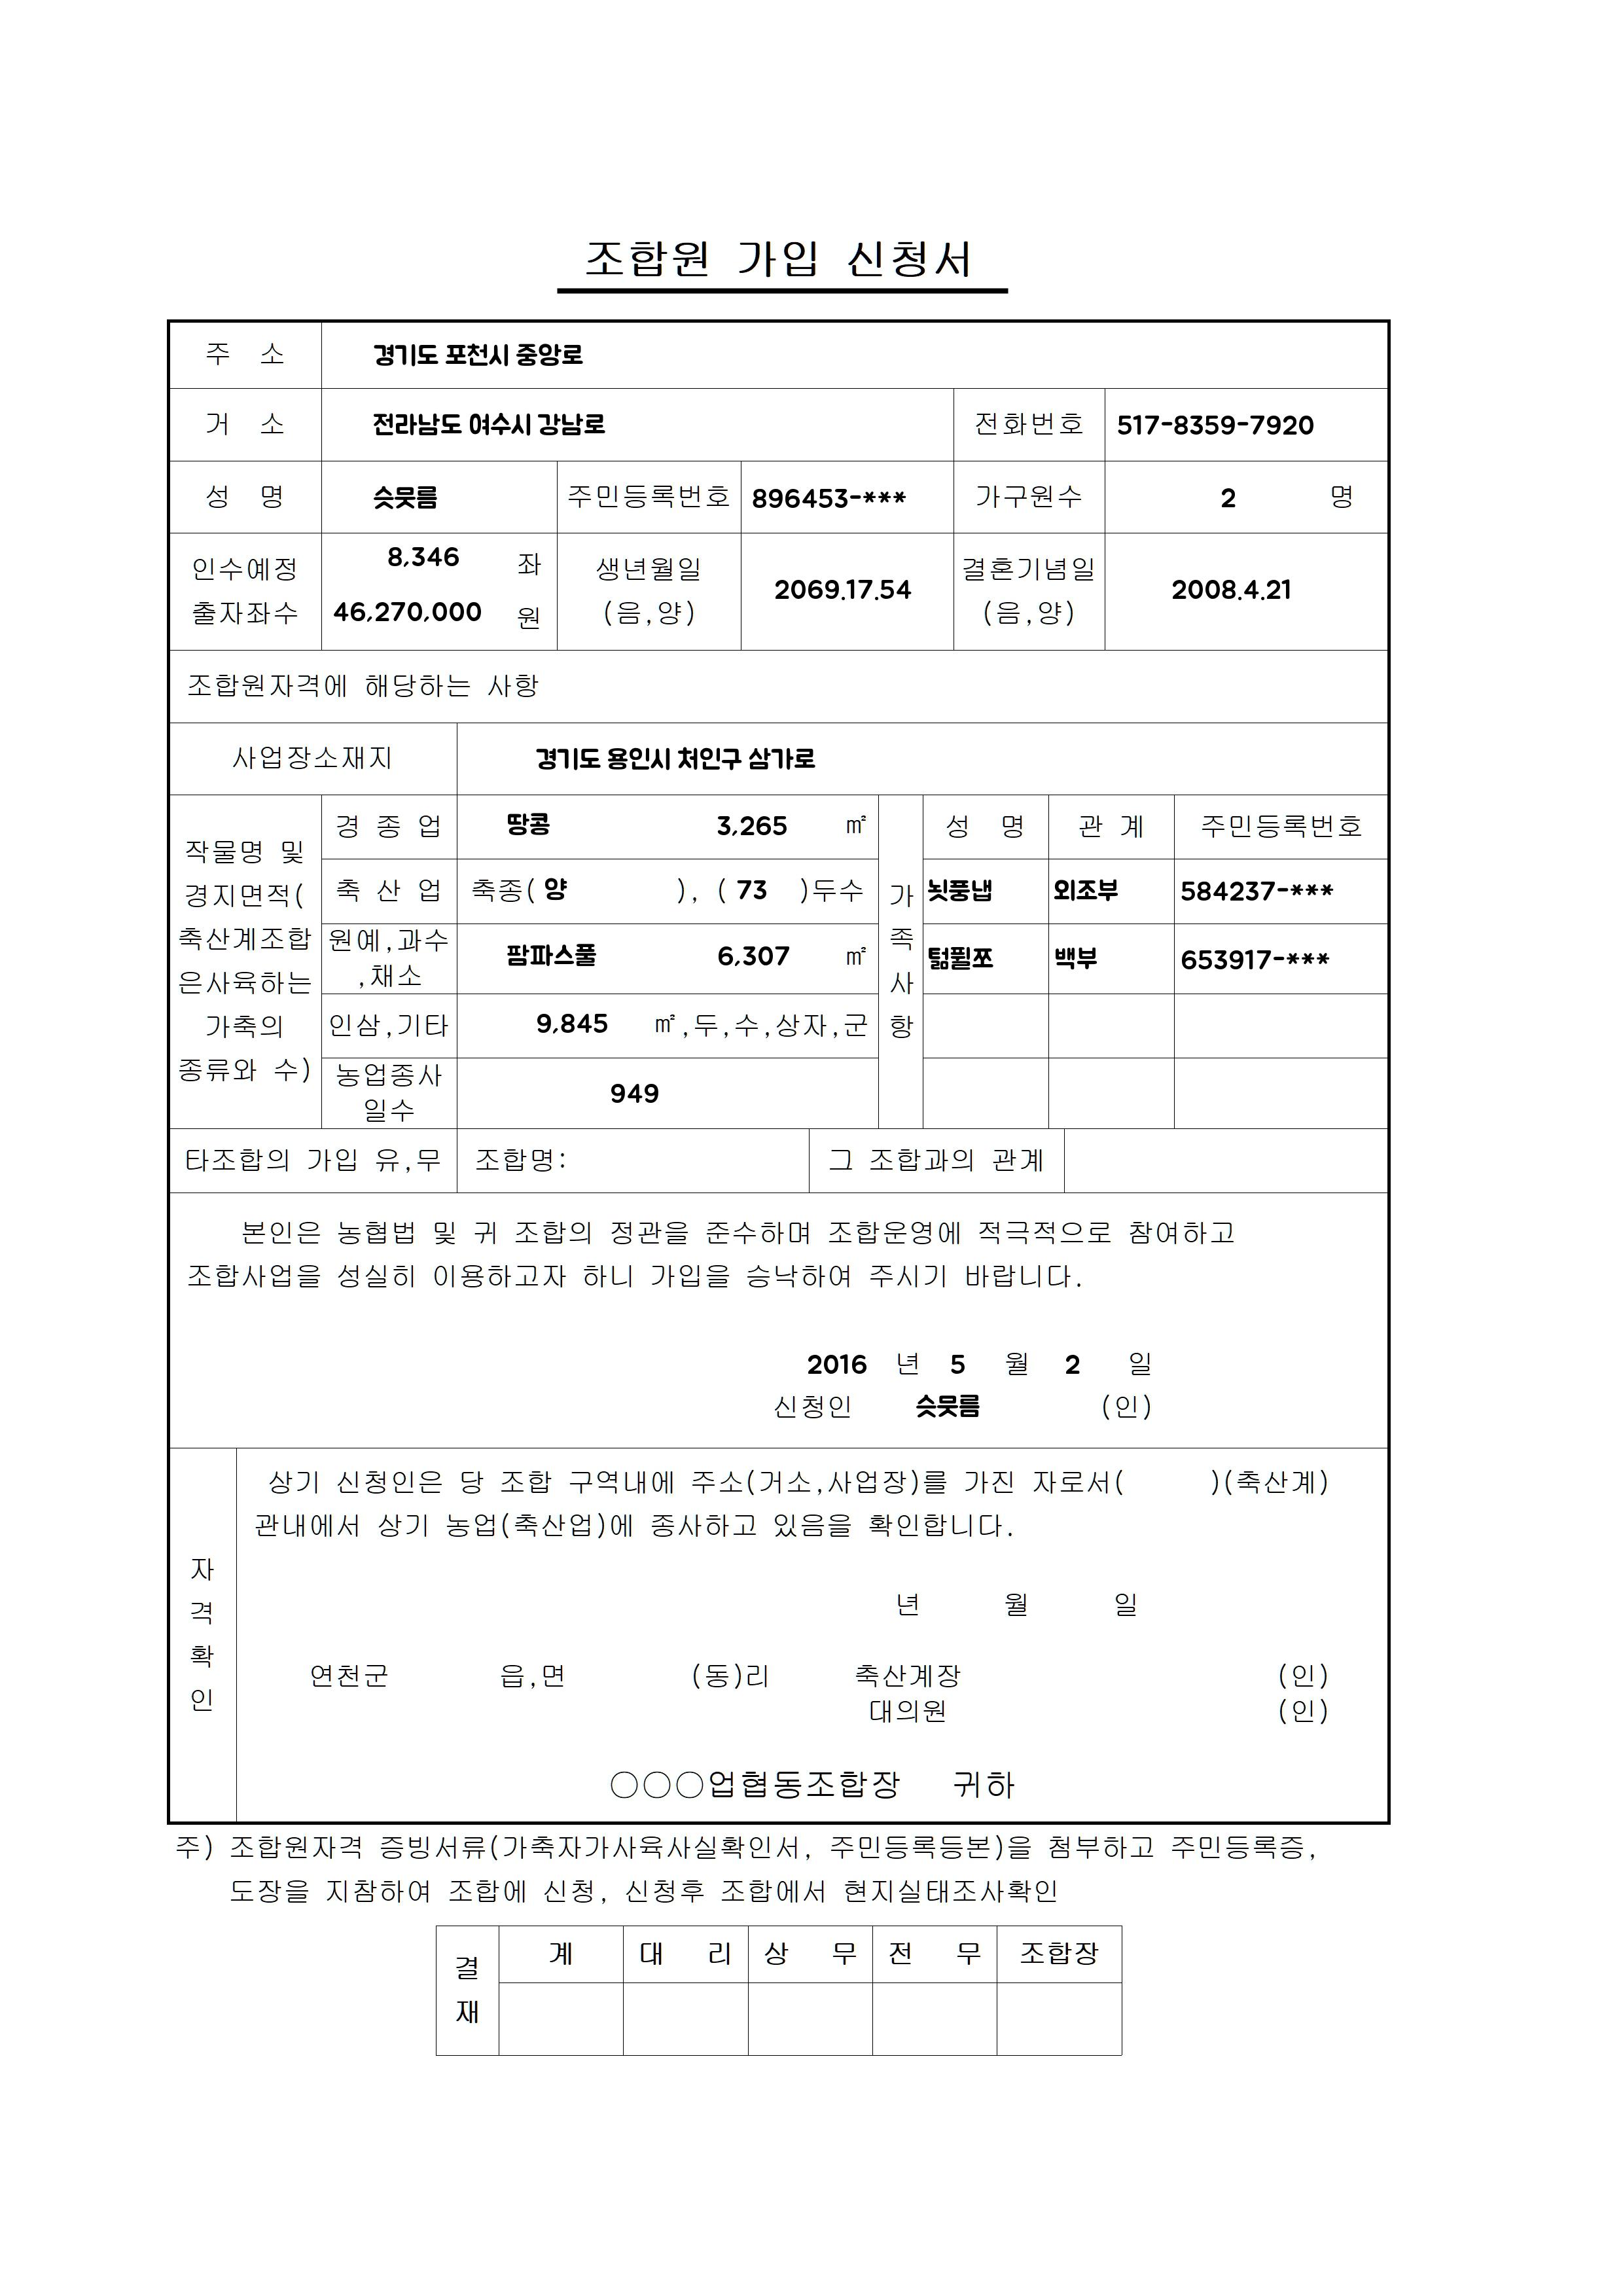 조합원 가입 신청서
주 소 경기도 포천시 중앙로
거 소 전라남도 여수시 강남로 전화번호 517-8359-7920
성 명 슷뭇름 주민등록번호 896453-*** 가구원수 2 명
인수예정 출자좌수 8,346 좌 46,270,000 원 생년월일 (음,양) 2069.17.54 결혼기념일 (음,양) 2008.4.21
조합원자격에 해당하는 사항
사업장소재지 경기도 용인시 처인구 삼가로
작물명 및 경지면적(축산계조합은사육하는 가축의 종류와 수)
경 종 업 땅콩 3,265 ㎡
축 산 업 축종( 양 ), ( 73 )두수
원예,과수,채소 팜파스풀 6,307 ㎡
인삼,기타 9,845 ㎡,두,수,상자,군
농업종사일수 949
가족사항
성 명 관 계 주민등록번호
뇟풍냅 외조부 584237-***
텲퓔쪼 백부 653917-***
타조합의 가입 유,무 조합명: 그 조합과의 관계
본인은 농협법 및 귀 조합의 정관을 준수하며 조합운영에 적극적으로 참여하고
조합사업을 성실히 이용하고자 하니 가입을 승낙하여 주시기 바랍니다.
2016 년 5 월 2 일
신청인 슷뭇름 (인)
자격확인
상기 신청인은 당 조합 구역내에 주소(거소,사업장)를 가진 자로서( )(축산계)
관내에서 상기 농업(축산업)에 종사하고 있음을 확인합니다.
년 월 일
연천군 읍,면 (동)리 축산계장 (인)
대의원 (인)
○○○업협동조합장 귀하
주) 조합원자격 증빙서류(가축자가사육사실확인서, 주민등록등본)을 첨부하고 주민등록증,
도장을 지참하여 조합에 신청, 신청후 조합에서 현지실태조사확인
결재 계 대 리 상 무 전 무 조합장